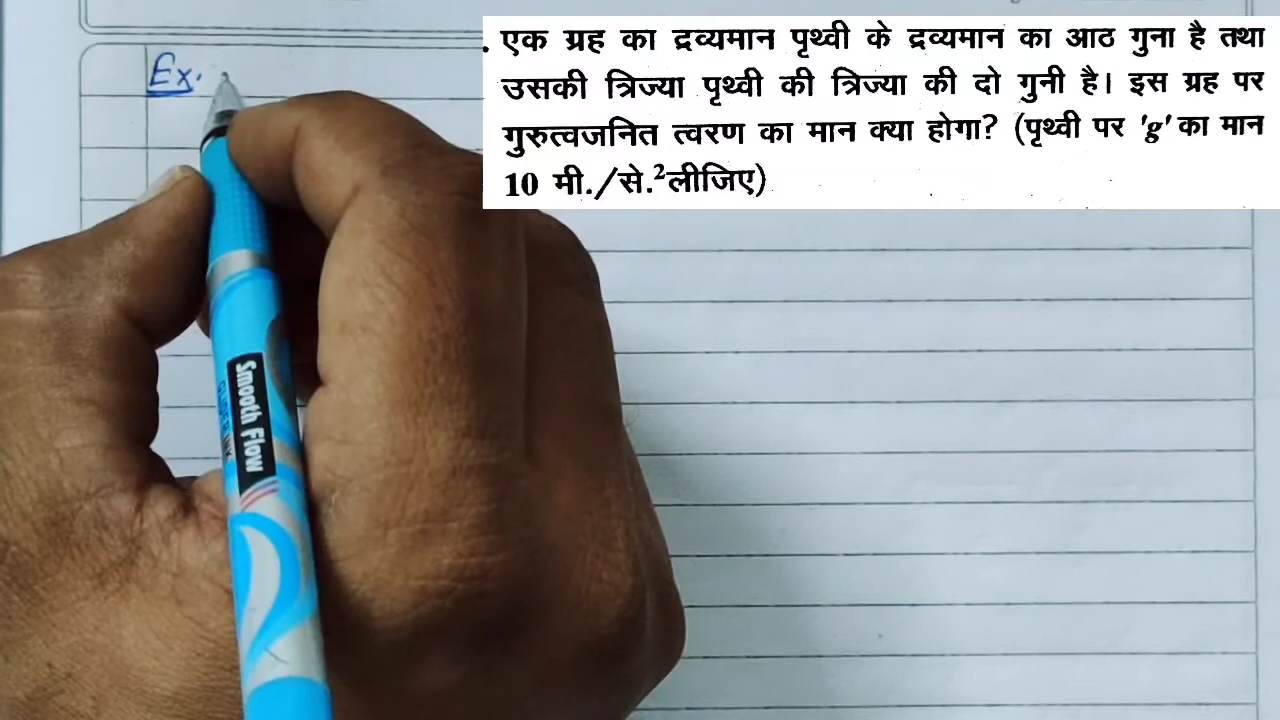 Ex.
. एक ग्रह का द्रव्यमान पृथ्वी के द्रव्यमान का आठ गुना है तथा
उसकी त्रिज्या पृथ्वी की त्रिज्या की दो गुनी है। इस ग्रह पर
गुरुत्वजनित त्वरण का मान क्या होगा? (पृथ्वी पर 'g' का मान
10 मी./से.²लीजिए)
Smooth Flow